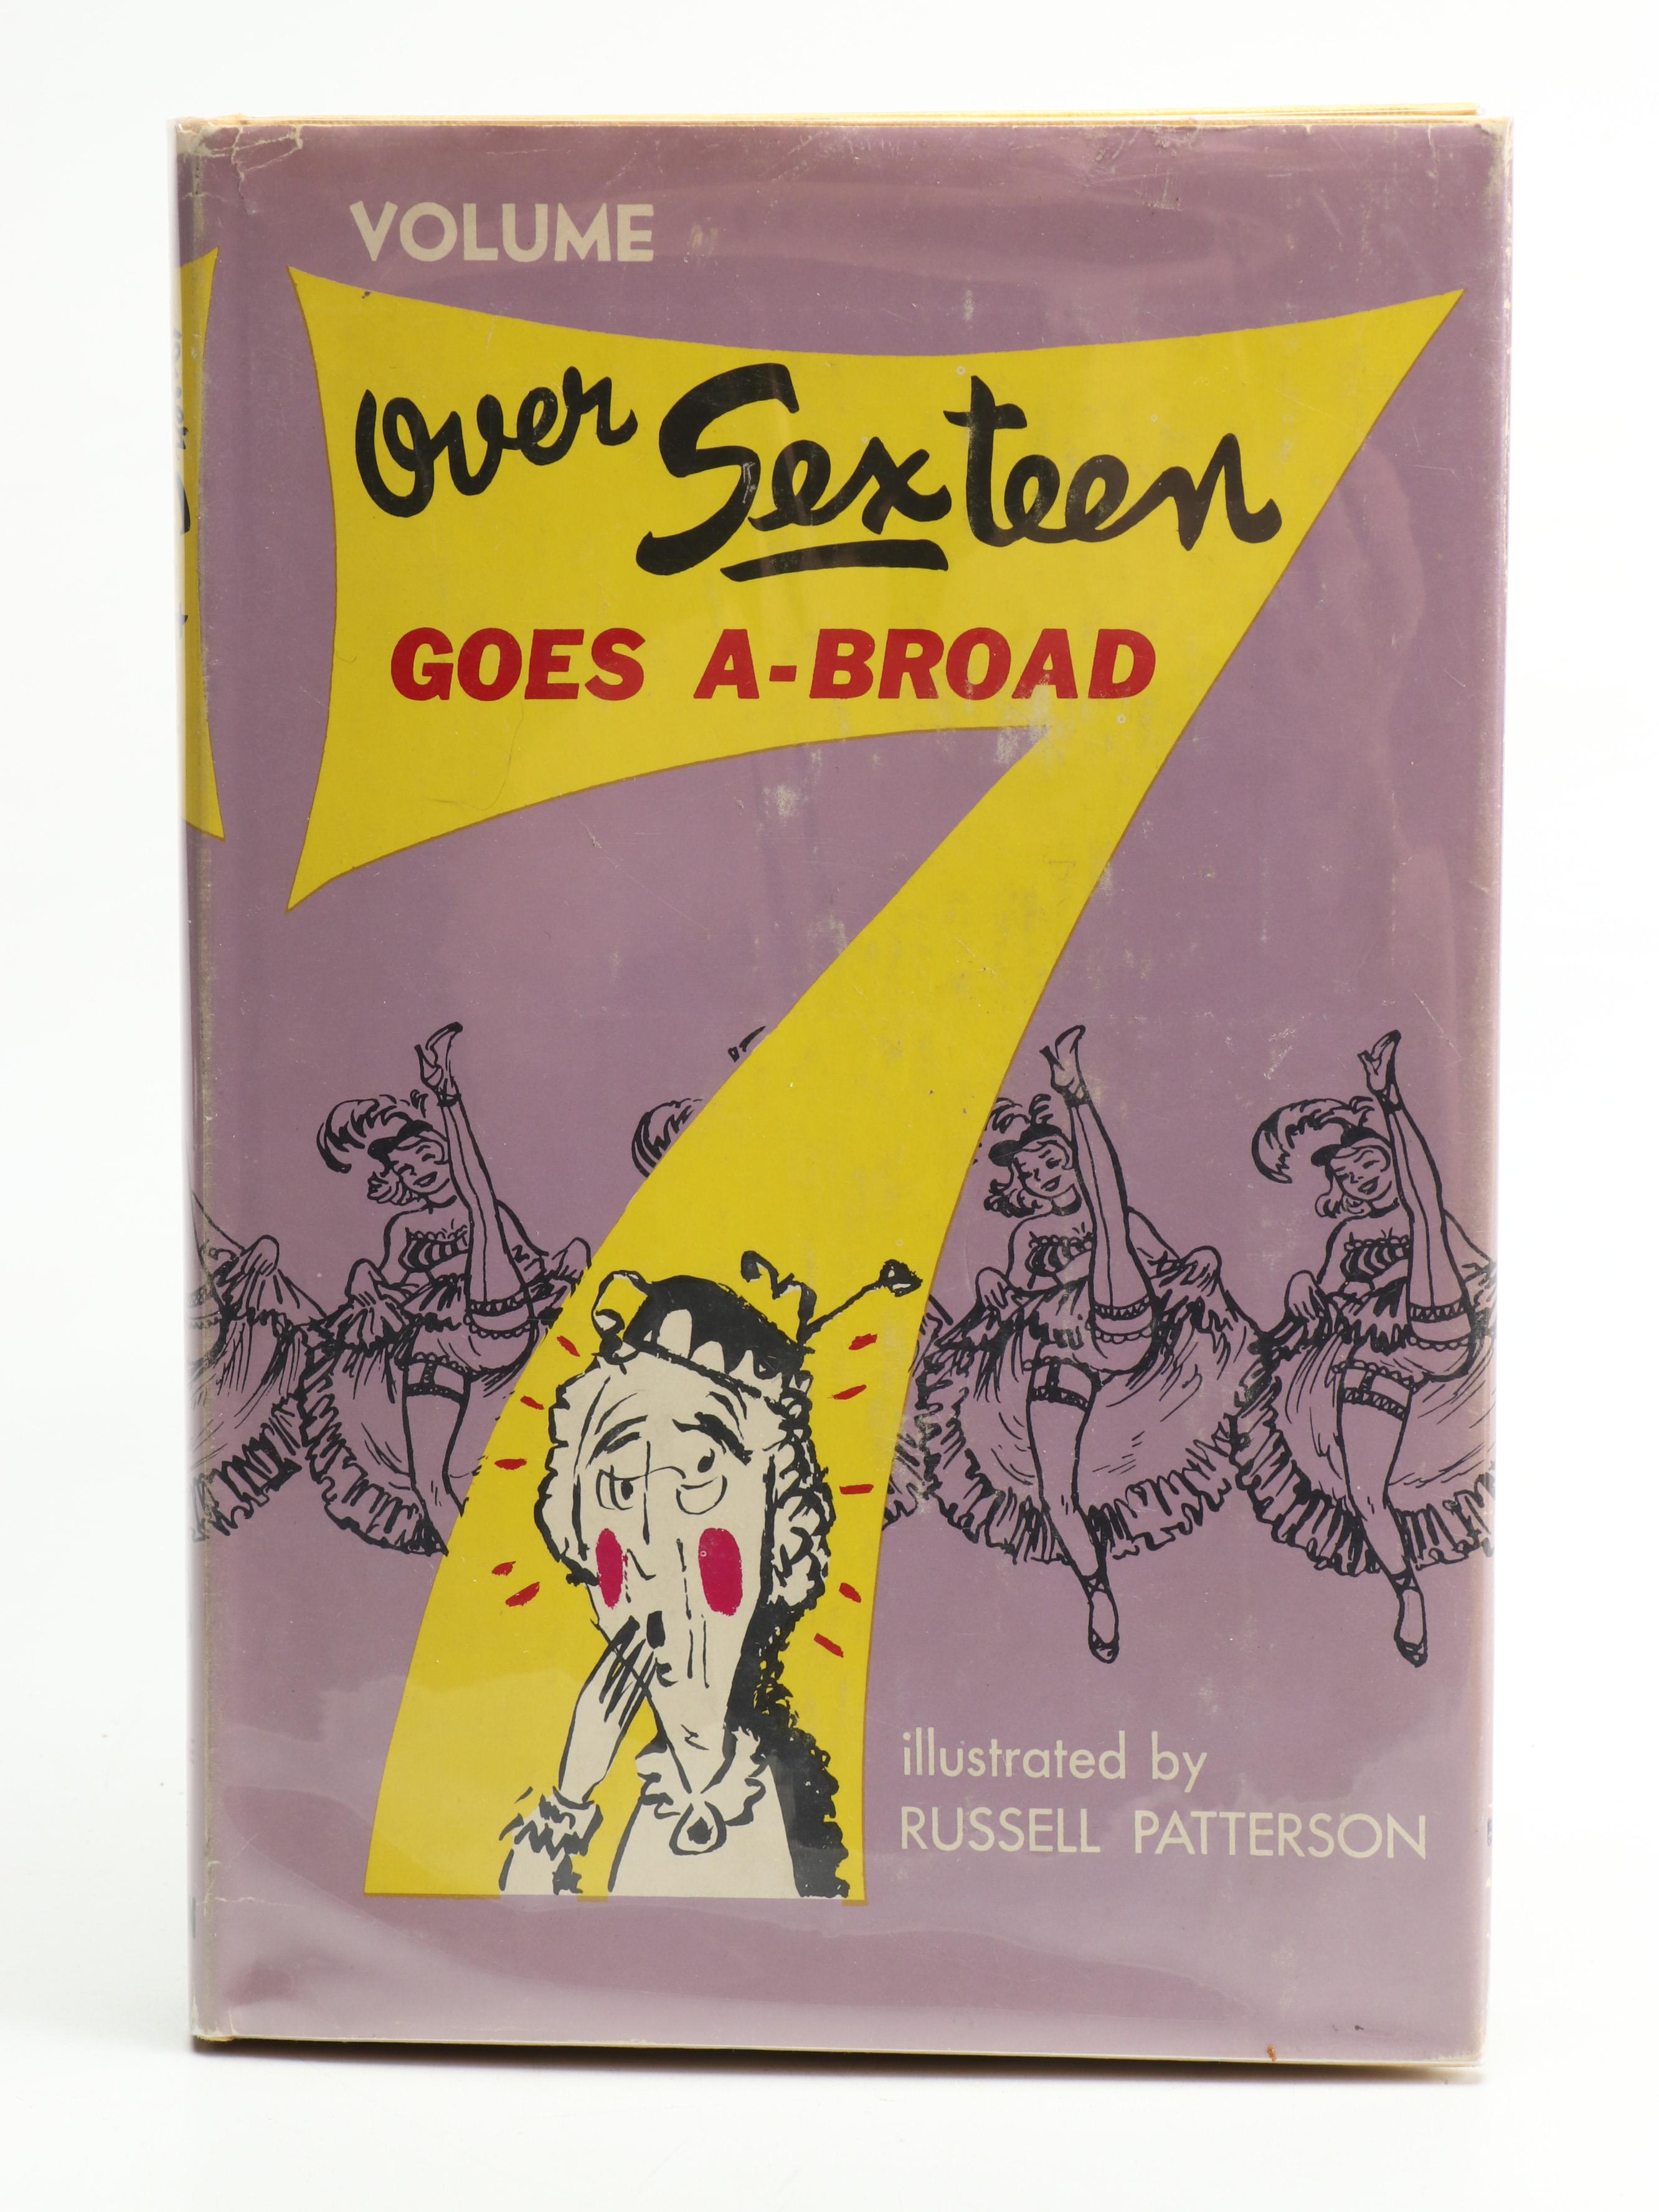 VOLUME
7
Over Sexteen
GOES A-BROAD
illustrated by
RUSSELL PATTERSON